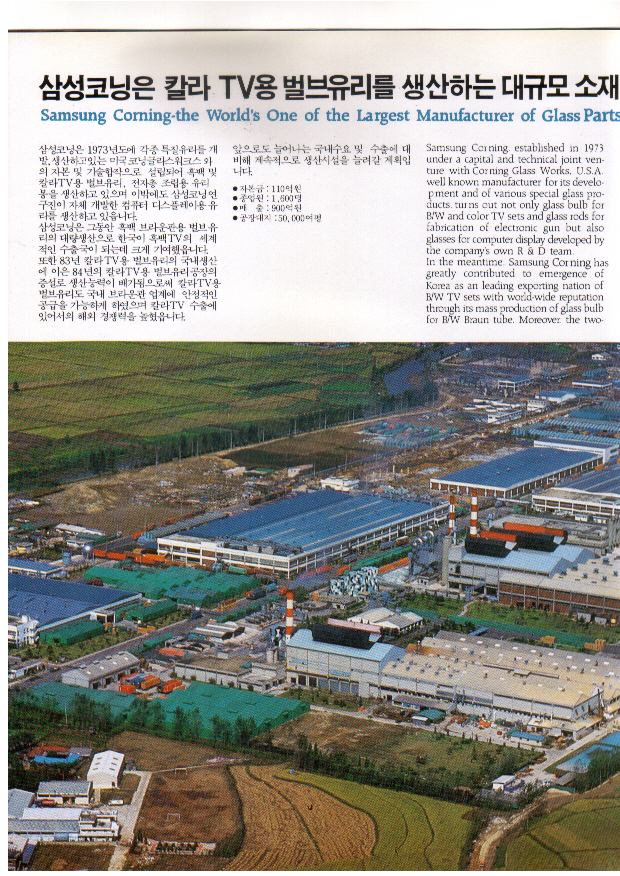 삼성코닝은 칼라 TV용 벌브유리를 생산하는 대규모 소재
Samsung Corning-the World's One of the Largest Manufacturer of Glass Parts
삼성코닝은 1973년도에 각종 특질유리를 개
발, 생산하고있는 미국 코닝글라스워크스 와
의 자본 및 기술합작으로 설립되어 흑백 및
칼라TV용 벌브유리, 전자총 조립용 유리
봉을 생산하고 있으며 이밖에도 삼성코닝연
구진이 자체 개발한 컴퓨터 디스플레이용 유
리를 생산하고 있읍니다.
삼성코닝은 그동안 흑백 브라운관용 벌브유
리의 대량생산으로 한국이 흑백TV의 세계
적인 수출국이 되는데 크게 기여했읍니다.
또한 83년 칼라TV용 벌브유리의 국내생산
에 이은 84년의 칼라TV용 벌브유리공장의
증설로 생산능력이 배가됨으로써 칼라TV용
벌브유리도 국내 브라운관 업계에 안정적인
공급을 가능하게 하였으며 칼라TV 수출에
있어서의 해외 경쟁력을 높혔읍니다.
앞으로도 늘어나는 국내수요 및 수출에 대
비해 계속적으로 생산시설을 늘려갈 계획입
니다.
● 자본금 : 110억원
● 종업원 : 1,600명
● 매 출 : 900억원
● 공장대지 : 50,000여평
Samsung Corning, established in 1973
under a capital and technical joint ven-
ture with Corning Glass Works, U.S.A.
well known manufacturer for its develo-
pment and of various special glass pro-
ducts, turns out not only glass bulb for
B/W and color TV sets and glass rods for
fabrication of electronic gun but also
glasses for computer display developed by
the company's own R & D team.
In the meantime, Samsung Corning has
greatly contributed to emergence of
Korea as an leading exporting nation of
B/W TV sets with world-wide reputation
through its mass production of glass bulb
for B/W Braun tube. Moreover the two-